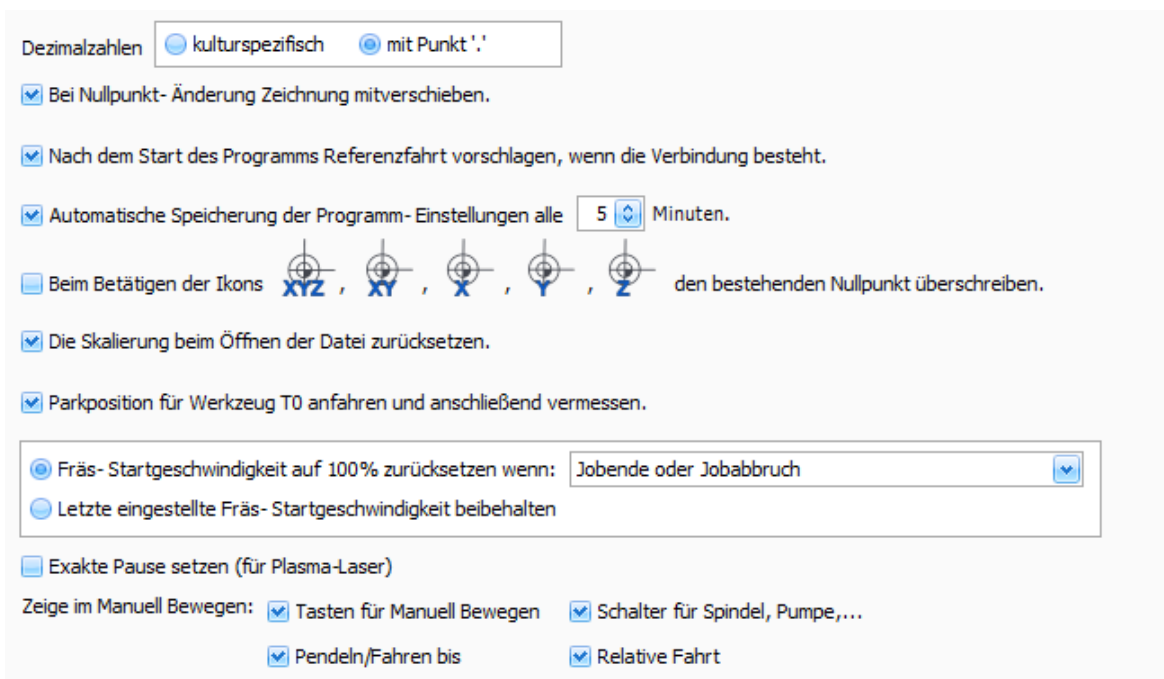 Dezimalzahlen kulturspezifisch mit Punkt '.'
Bei Nullpunkt- Änderung Zeichnung mitverschieben.
Nach dem Start des Programms Referenzfahrt vorschlagen, wenn die Verbindung besteht.
Automatische Speicherung der Programm- Einstellungen alle 5 Minuten.
Beim Betätigen der Ikons XYZ , XY , X , Y , Z den bestehenden Nullpunkt überschreiben.
Die Skalierung beim Öffnen der Datei zurücksetzen.
Parkposition für Werkzeug T0 anfahren und anschließend vermessen.
Fräs- Startgeschwindigkeit auf 100% zurücksetzen wenn: Jobende oder Jobabbruch
Letzte eingestellte Fräs- Startgeschwindigkeit beibehalten
Exakte Pause setzen (für Plasma-Laser)
Zeige im Manuell Bewegen: Tasten für Manuell Bewegen Schalter für Spindel, Pumpe,...
Pendeln/Fahren bis Relative Fahrt